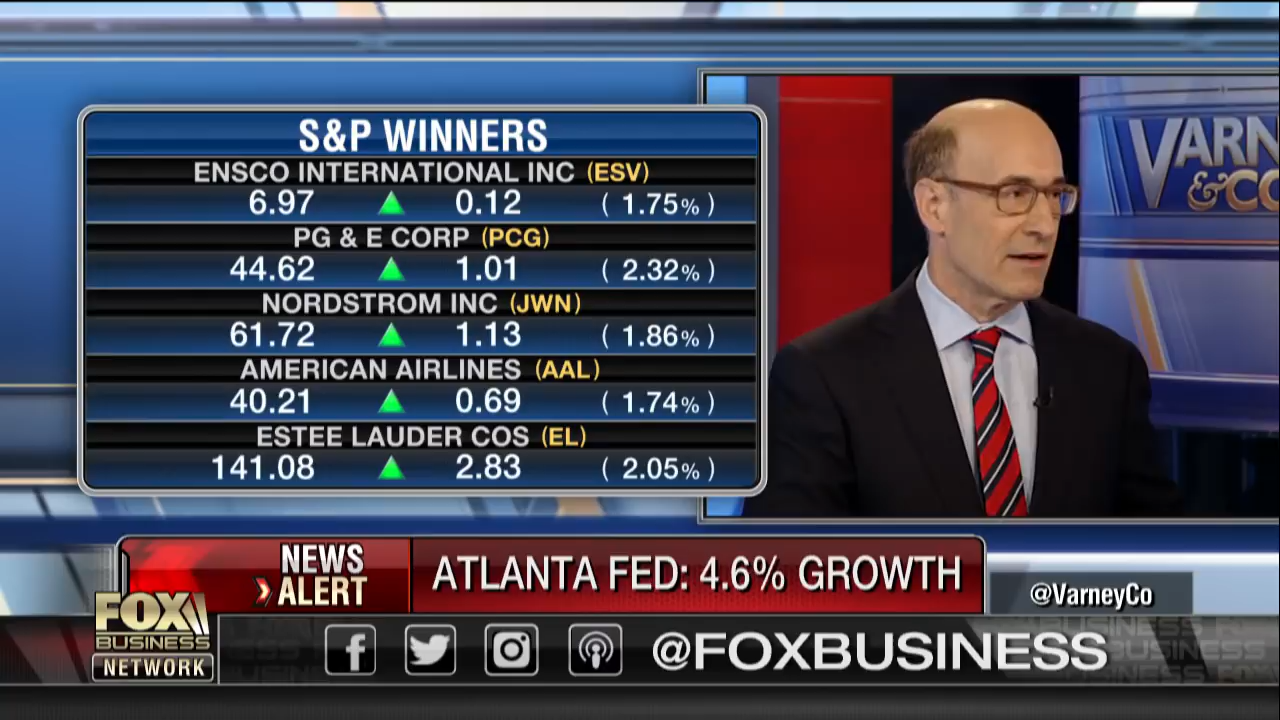 S&P WINNERS
ENSCO INTERNATIONAL INC (ESV)
6.97 ▲ 0.12 ( 1.75% )
PG & E CORP (PCG)
44.62 ▲ 1.01 ( 2.32% )
NORDSTROM INC (JWN)
61.72 ▲ 1.13 ( 1.86% )
AMERICAN AIRLINES (AAL)
40.21 ▲ 0.69 ( 1.74% )
ESTEE LAUDER COS (EL)
141.08 ▲ 2.83 ( 2.05% )
VARN
& CO
NEWS
ALERT
ATLANTA FED: 4.6% GROWTH
@VarneyCo
FOX
BUSINESS
NETWORK
@FOXBUSINESS